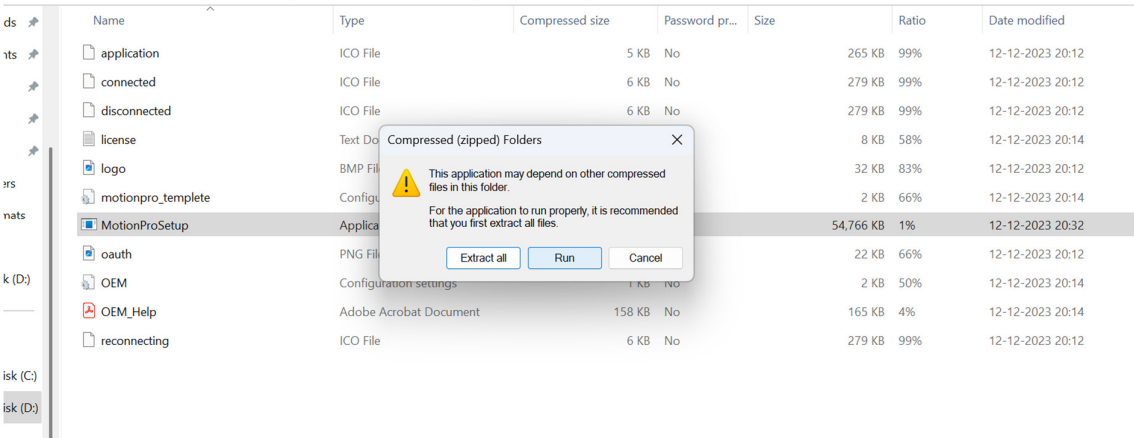 ds Name Type Compressed size Password pr... Size Ratio Date modified
nts application ICO File 5 KB No 265 KB 99% 12-12-2023 20:12
connected ICO File 6 KB No 279 KB 99% 12-12-2023 20:12
disconnected ICO File 6 KB No 279 KB 99% 12-12-2023 20:12
license Text Do 8 KB 58% 12-12-2023 20:14
logo BMP Fil 32 KB 83% 12-12-2023 20:12
motionpro_templete Configu 2 KB 66% 12-12-2023 20:14
MotionProSetup Applica 54,766 KB 1% 12-12-2023 20:32
oauth PNG Fil 22 KB 66% 12-12-2023 20:12
OEM Configuration settings 1 KB No 2 KB 50% 12-12-2023 20:14
OEM_Help Adobe Acrobat Document 158 KB No 165 KB 4% 12-12-2023 20:14
reconnecting ICO File 6 KB No 279 KB 99% 12-12-2023 20:12
Compressed (zipped) Folders
This application may depend on other compressed
files in this folder.
For the application to run properly, it is recommended
that you first extract all files.
Extract all Run Cancel
ers
mats
k (D:)
isk (C:)
isk (D:)